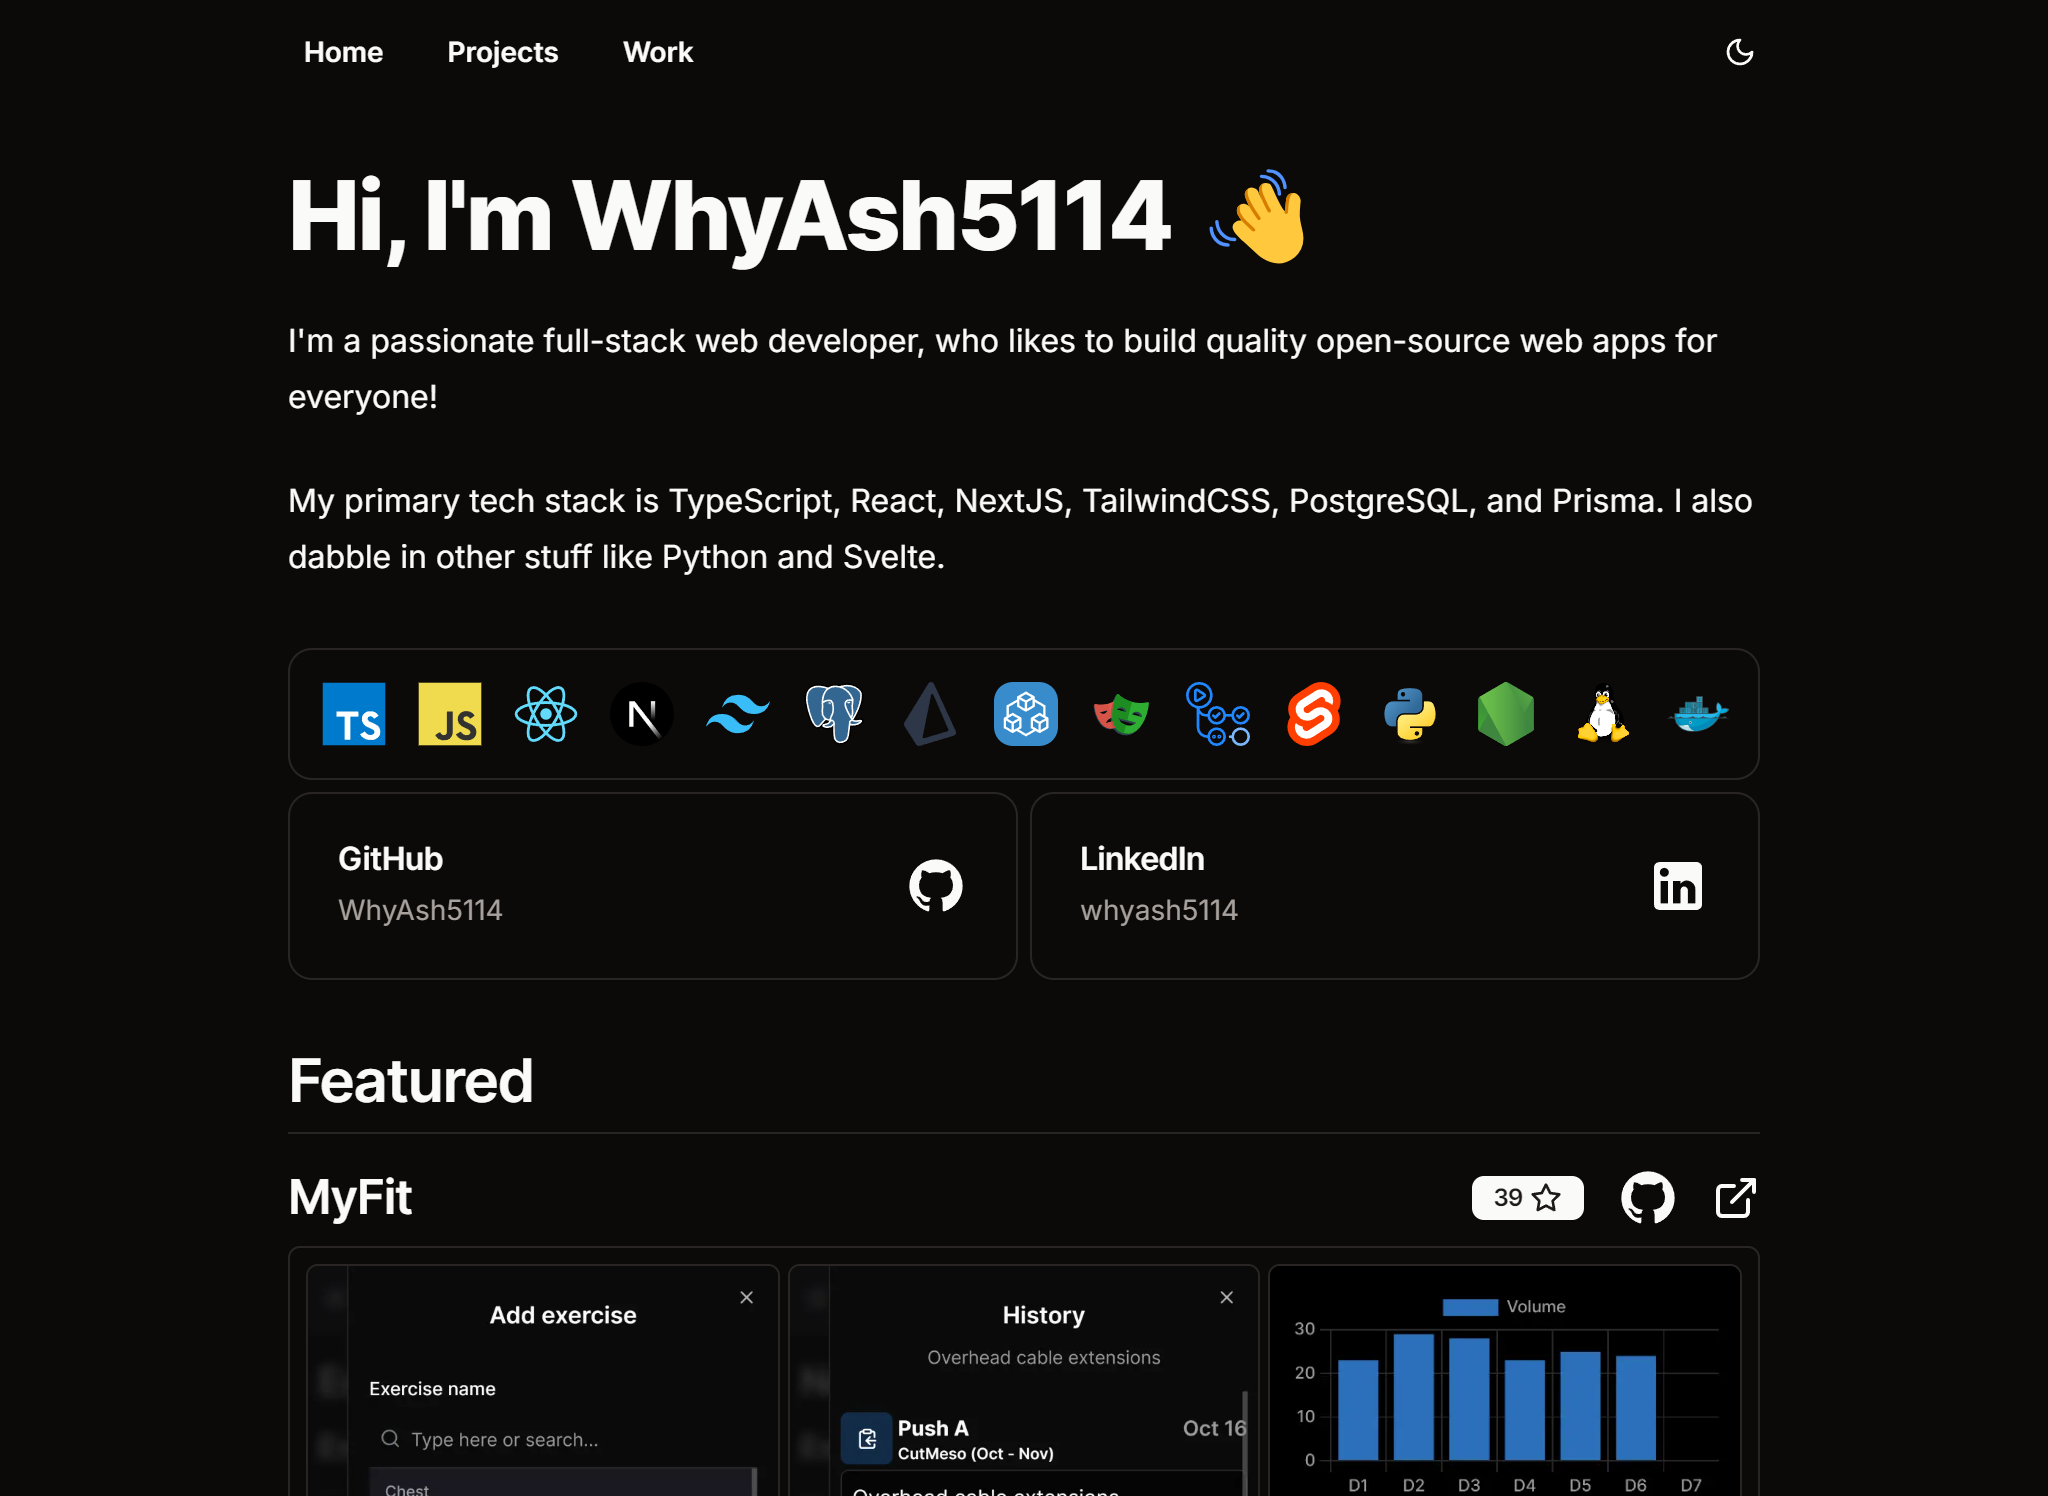 Home Projects Work
Hi, I'm WhyAsh5114
I'm a passionate full-stack web developer, who likes to build quality open-source web apps for
everyone!
My primary tech stack is TypeScript, React, NextJS, TailwindCSS, PostgreSQL, and Prisma. I also
dabble in other stuff like Python and Svelte.
TS JS N
GitHub
WhyAsh5114
LinkedIn
whyash5114
in
Featured
MyFit
39
Add exercise
Exercise name
Type here or search...
Chest
History
Overhead cable extensions
Push A
Oct 16
CutMeso (Oct - Nov)
Overhead cable extensions
Volume
30
20
10
0
D1 D2 D3 D4 D5 D6 D7